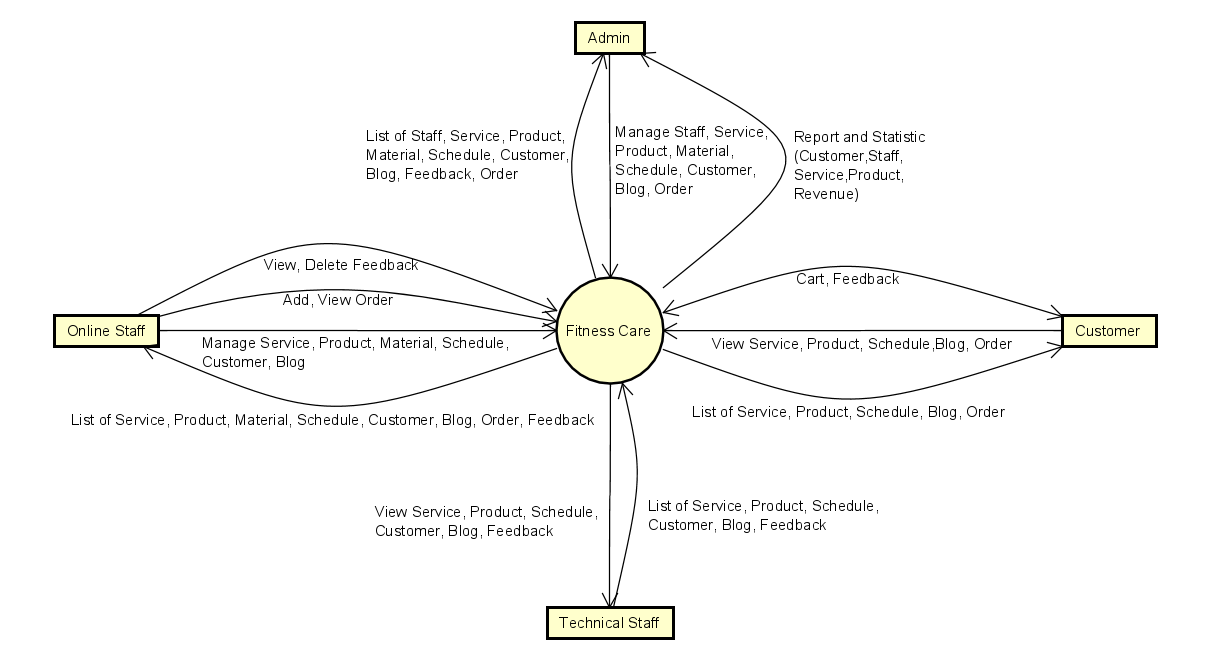 Admin
List of Staff, Service, Product,
Material, Schedule, Customer,
Blog, Feedback, Order
Manage Staff, Service,
Product, Material,
Schedule, Customer,
Blog, Order
Report and Statistic
(Customer,Staff,
Service,Product,
Revenue)
View, Delete Feedback
Add, View Order
Online Staff
Manage Service, Product, Material, Schedule,
Customer, Blog
List of Service, Product, Material, Schedule, Customer, Blog, Order, Feedback
Fitness Care
Cart, Feedback
Customer
View Service, Product, Schedule,Blog, Order
List of Service, Product, Schedule, Blog, Order
View Service, Product, Schedule,
Customer, Blog, Feedback
List of Service, Product, Schedule,
Customer, Blog, Feedback
Technical Staff